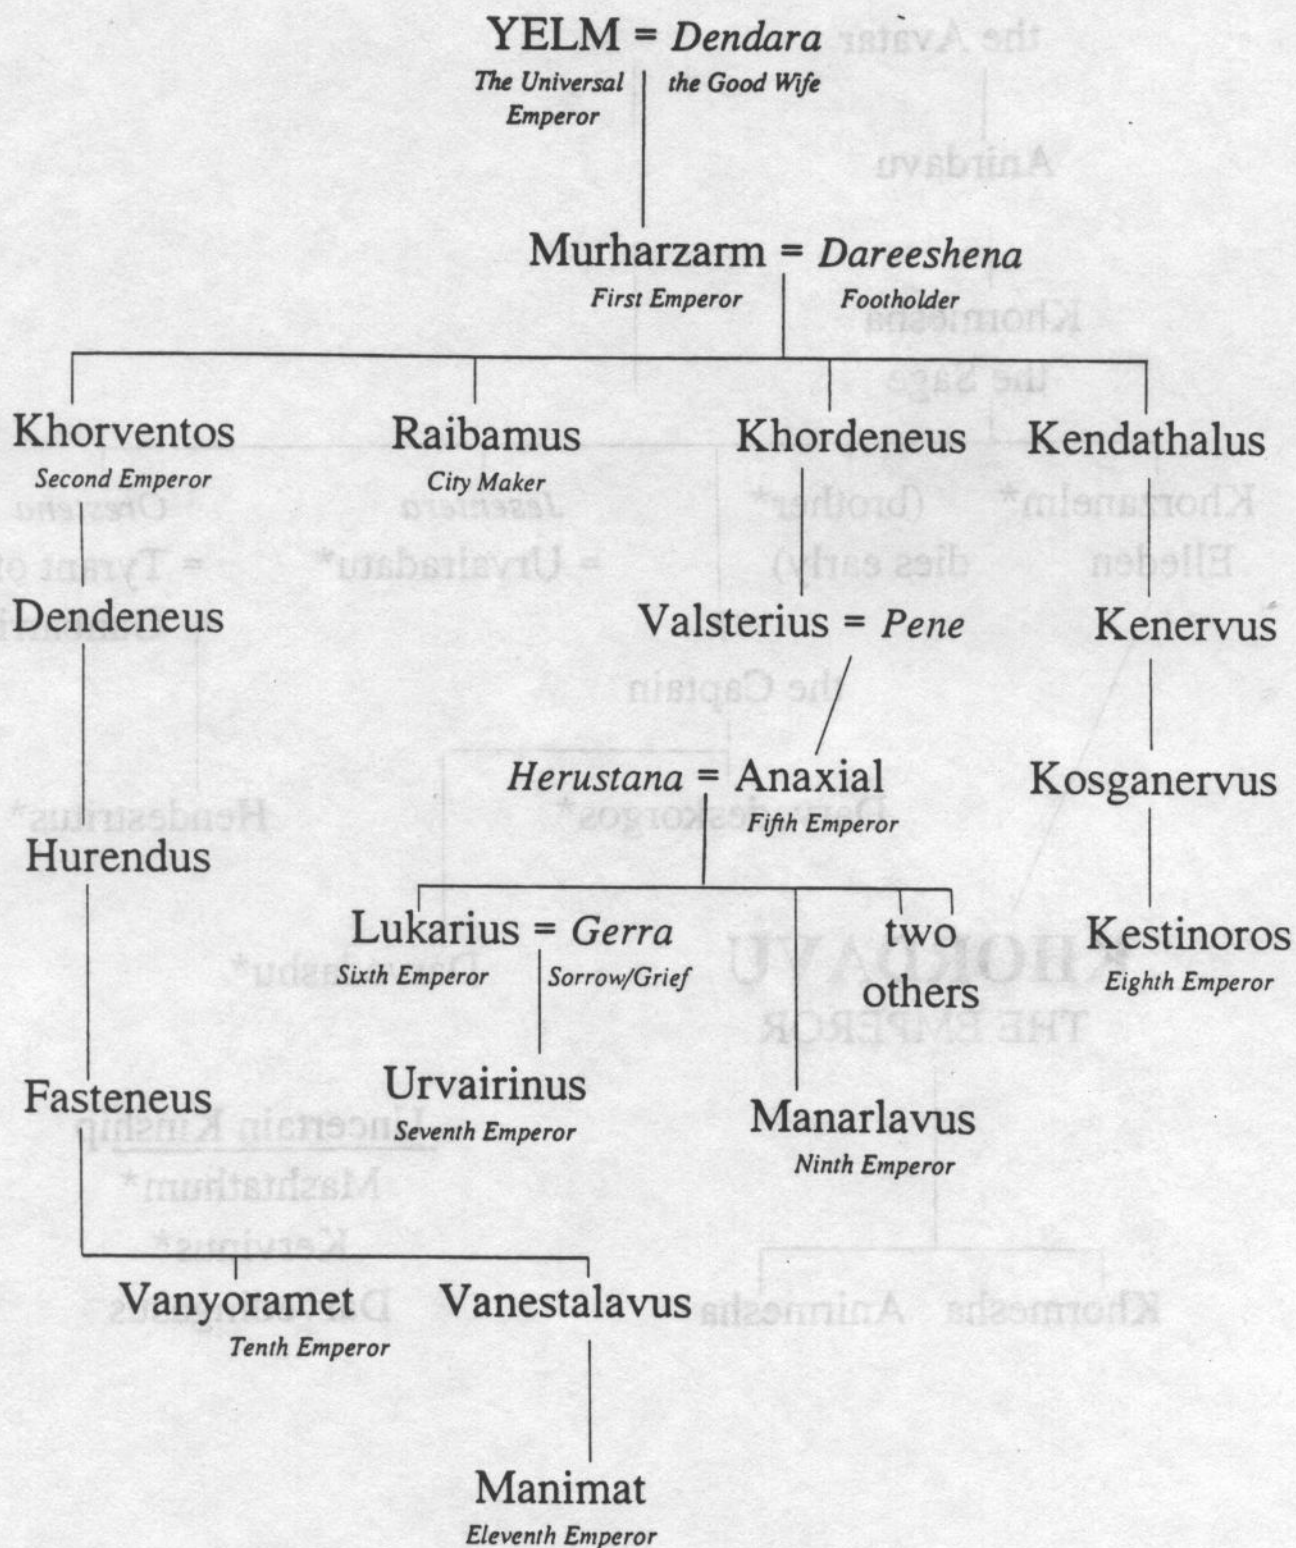 YELM = Dendara
The Universal Emperor
the Good Wife
Murharzarm = Dareeshena
First Emperor
Footholder
Khorventos
Second Emperor
Raibamus
City Maker
Khordeneus
Kendathalus
Dendeneus
Valsterius = Pene
Kenervus
Herustana = Anaxial
Fifth Emperor
Kosganervus
Hurendus
Lukarius = Gerra
Sixth Emperor
Sorrow/Grief
two
others
Kestinoros
Eighth Emperor
Fasteneus
Urvairinus
Seventh Emperor
Manarlavus
Ninth Emperor
Vanyoramet
Tenth Emperor
Vanestalavus
Manimat
Eleventh Emperor